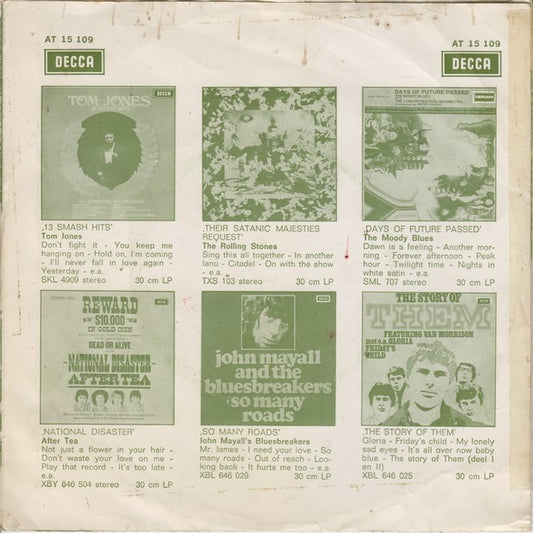 AT 15 109
AT 15 109
DECCA
DECCA
TOM JONES
13 SMASH HITS
DECCA
‚13 SMASH HITS'
Tom Jones
Don't fight it - You keep me
hanging on - Hold on, I'm coming
- I'll never fall in love again -
Yesterday - e.a.
SKL 4909 stereo 30 cm LP
‚THEIR SATANIC MAJESTIES
REQUEST'
The Rolling Stones
Sing this all together - In another
lano - Citadel - On with the show
- e.a.
TXS 103 stereo 30 cm LP
DAYS OF FUTURE PASSED
THE MOODY BLUES
DERAM
‚DAYS OF FUTURE PASSED'
The Moody Blues
Dawn is a feeling - Another mor-
ning - Forever, afternoon - Peak
hour - Twilight time - Nights in
white satin - e.a.
SML 707 stereo 30 cm LP
REWARD
$10,000
IN GOLD COIN
DEAD OR ALIVE
-NATIONAL DISASTER-
AFTER TEA
‚NATIONAL DISASTER'
After Tea
Not just a flower in your hair -
Don't waste your love on me -
Play that record - It's too late -
e.a.
XBY 846 504 stereo 30 cm LP
DECCA
john mayall
and the
bluesbreakers
so many
roads
‚SO MANY ROADS'
John Mayall's Bluesbreakers
Mr. James - I need your love - So
many roads - Out of reach - Loo-
king back - It hurts me too - e.a.
XBL 646 029 30 cm LP
THE STORY OF
THEM
FEATURING VAN MORRISON
met o.a. GLORIA
FRIDAY'S
CHILD
‚THE STORY OF THEM'
Gloria - Friday's child - My lonely
sad eyes - It's all over now baby
blue - The story of Them (deel I
en II)
XBL 646 025 30 cm LP